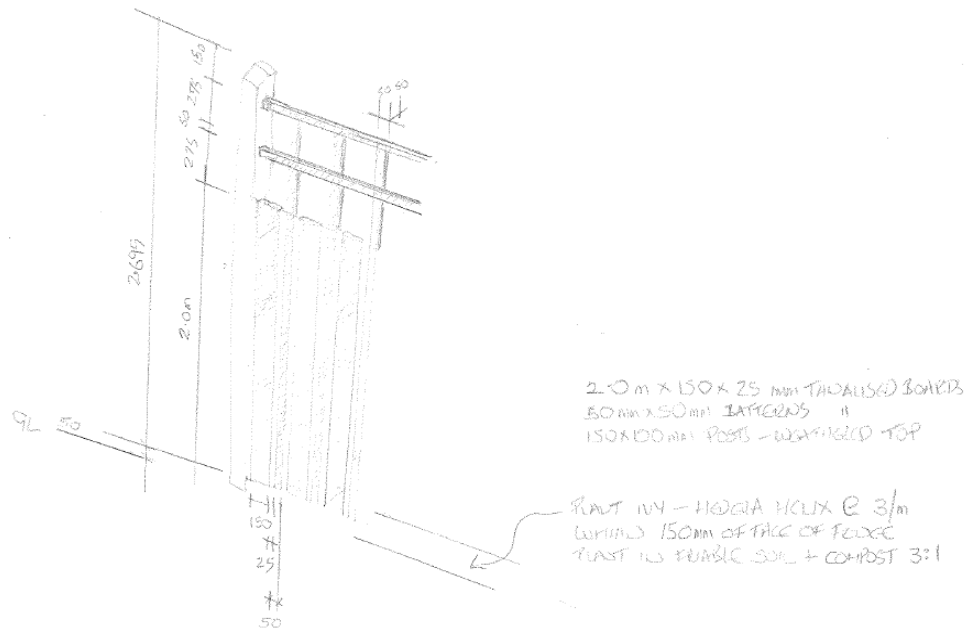 150
275
50
275
50 50
2695
2.0m
GL 50
2.0m x 150 x 25 mm TANALISED BOARDS
50mm x 50mm BATTERNS "
150x100mm POSTS - WEATHERED TOP
PLANT IVY - HEDERA HELIX @ 3/m
WITHIN 150mm OF FACE OF FENCE
PLANT IN FRIABLE SOIL + COMPOST 3:1
150
25
50